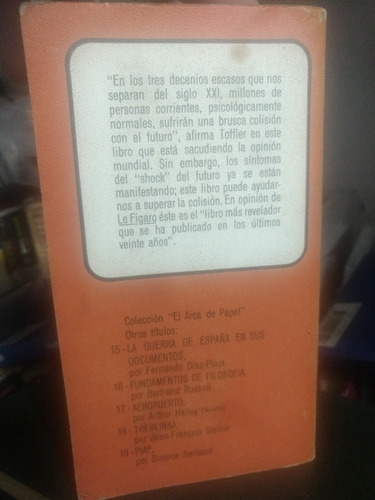 "En los tres decenios escasos que nos
separan del siglo XXI, millones de
personas corrientes, psicológicamente
normales, sufrirán una brusca colisión
con el futuro", afirma Toffler en este
libro que está sacudiendo la opinión
mundial. Sin embargo, los síntomas
del "shock" del futuro ya se están
manifestando; este libro puede ayudar-
nos a superar la colisión. En opinión de
Le Figaro éste es el "libro más revelador
que se ha publicado en los últimos
veinte años".
Colección "El Arca de Papel"
Otros títulos:
15-LA GUERRA DE ESPAÑA EN SUS
DOCUMENTOS,
por Fernando Díaz-Plaja
16-FUNDAMENTOS DE FILOSOFIA,
por Bertrand Russell
17-AEROPUERTO,
por Arthur Hailey
18-TREBLINKA,
por Jean-François Steiner
19-PIAF,
por Simone Berteaut